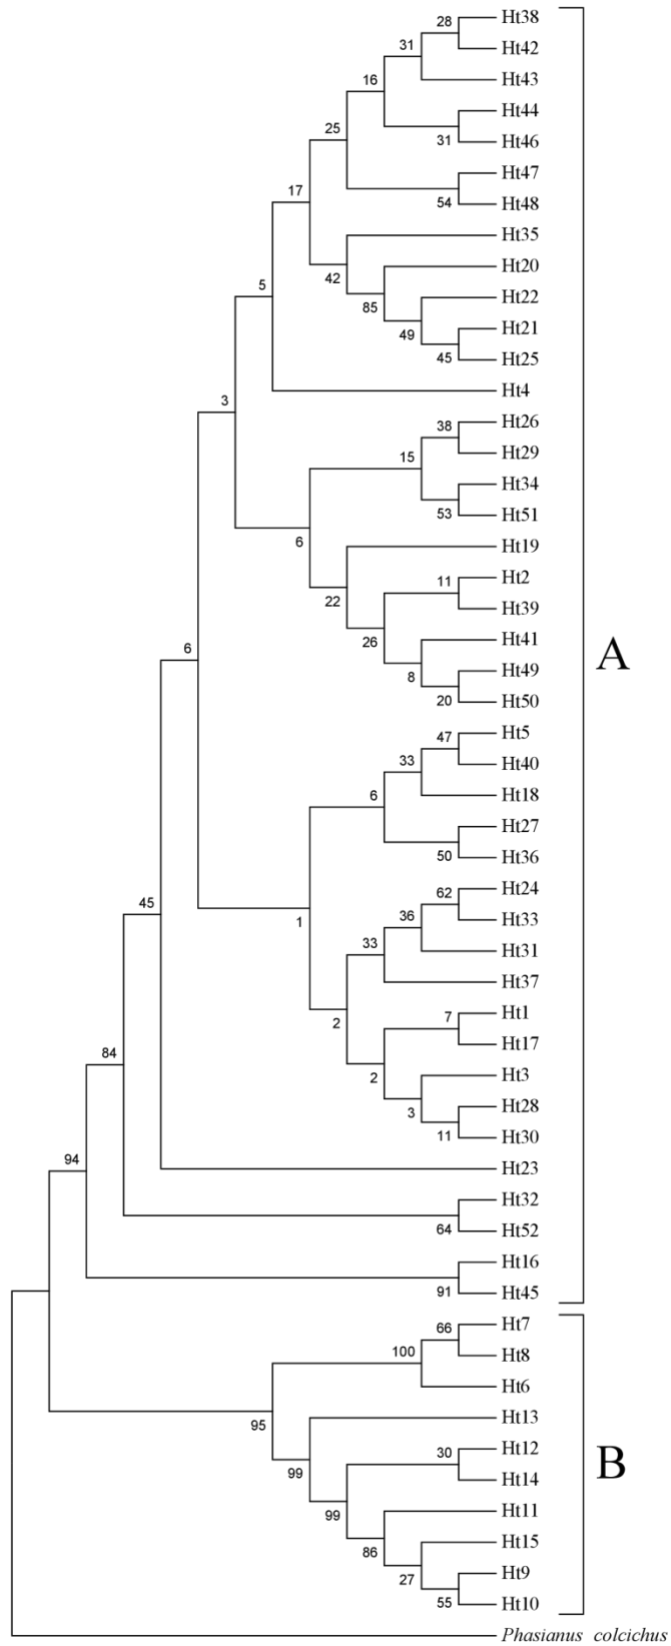 Ht38
28
31
Ht42
16
Ht43
Ht44
25
31
Ht46
Ht47
17
54
Ht48
Ht35
42
Ht20
5
85
Ht22
49
Ht21
45
Ht25
Ht4
3
38
Ht26
15
Ht29
Ht34
53
Ht51
6
Ht19
22
11
Ht2
26
Ht39
6
Ht41
A
8
Ht49
20
Ht50
47
Ht5
33
Ht40
6
Ht18
Ht27
50
Ht36
62
Ht24
45
36
Ht33
1
33
Ht31
Ht37
7
Ht1
2
Ht17
84
2
Ht3
3
Ht28
11
Ht30
94
Ht23
Ht32
64
Ht52
Ht16
91
Ht45
66
Ht7
100
Ht8
Ht6
95
Ht13
30
Ht12
99
B
Ht14
99
Ht11
86
Ht15
27
Ht9
55
Ht10
Phasianus colcichus